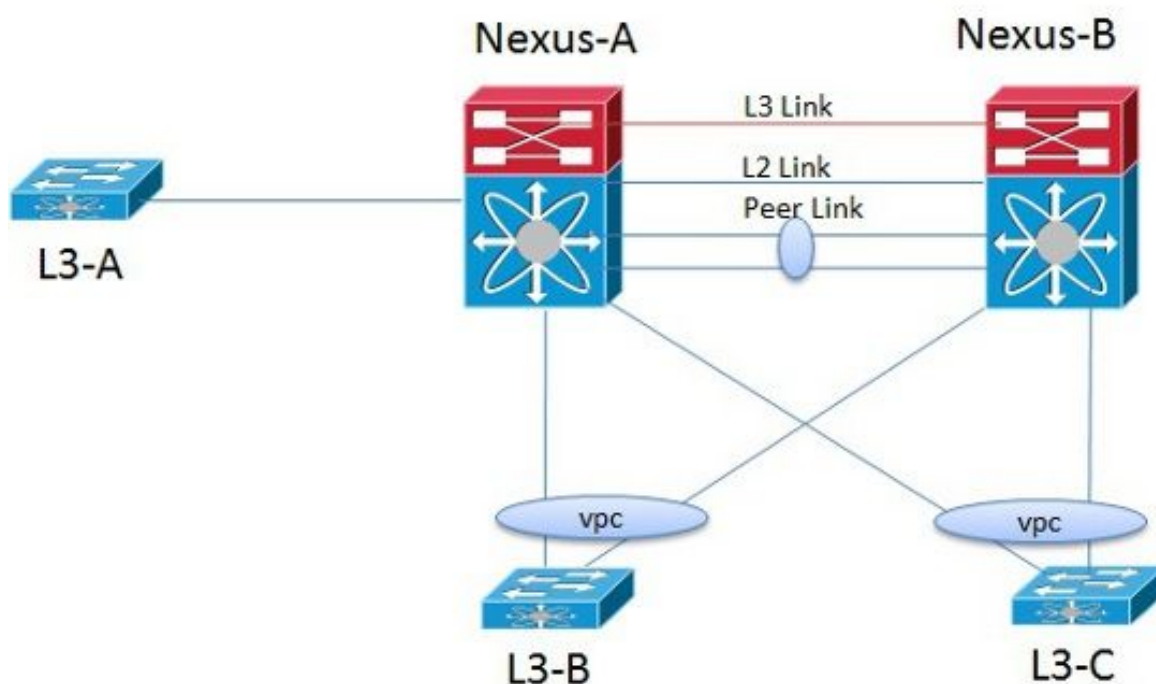 Nexus-A
Nexus-B
L3 Link
L2 Link
Peer Link
L3-A
vpc
vpc
L3-B
L3-C